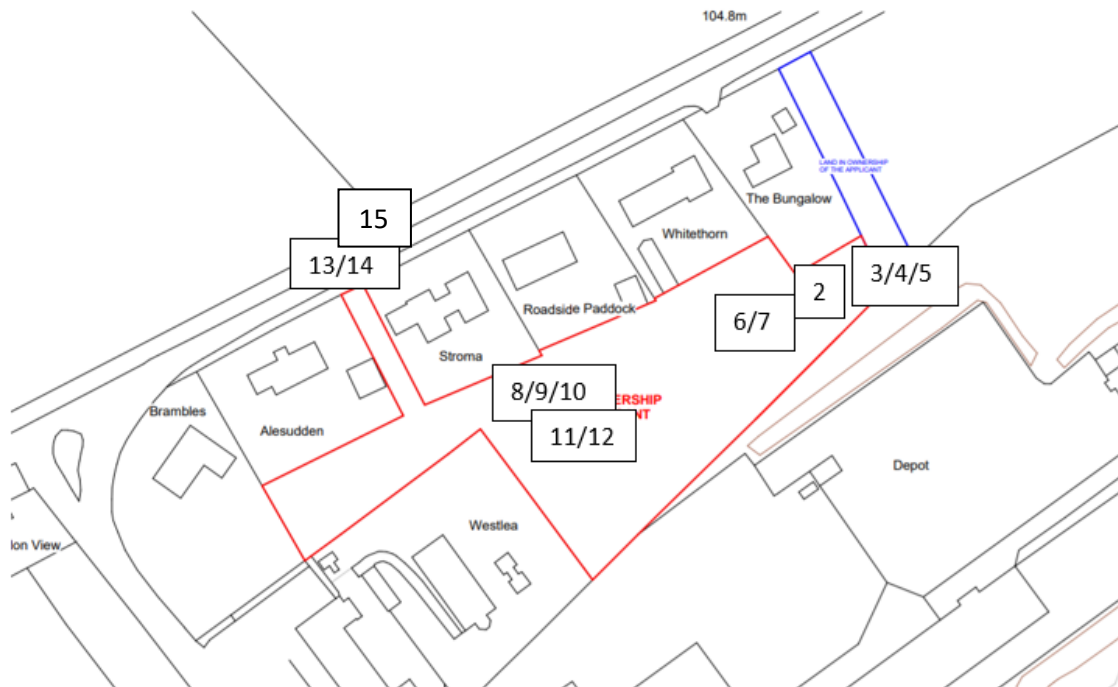 104.8m
LAND IN OWNERSHIP
OF THE APPLICANT
The Bungalow
15
Whitethorn
13/14
3/4/5
2
Roadside Paddock
6/7
Stroma
8/9/10
ERSHIP
NT
Brambles
Alesudden
11/12
Depot
Westlea
lon View